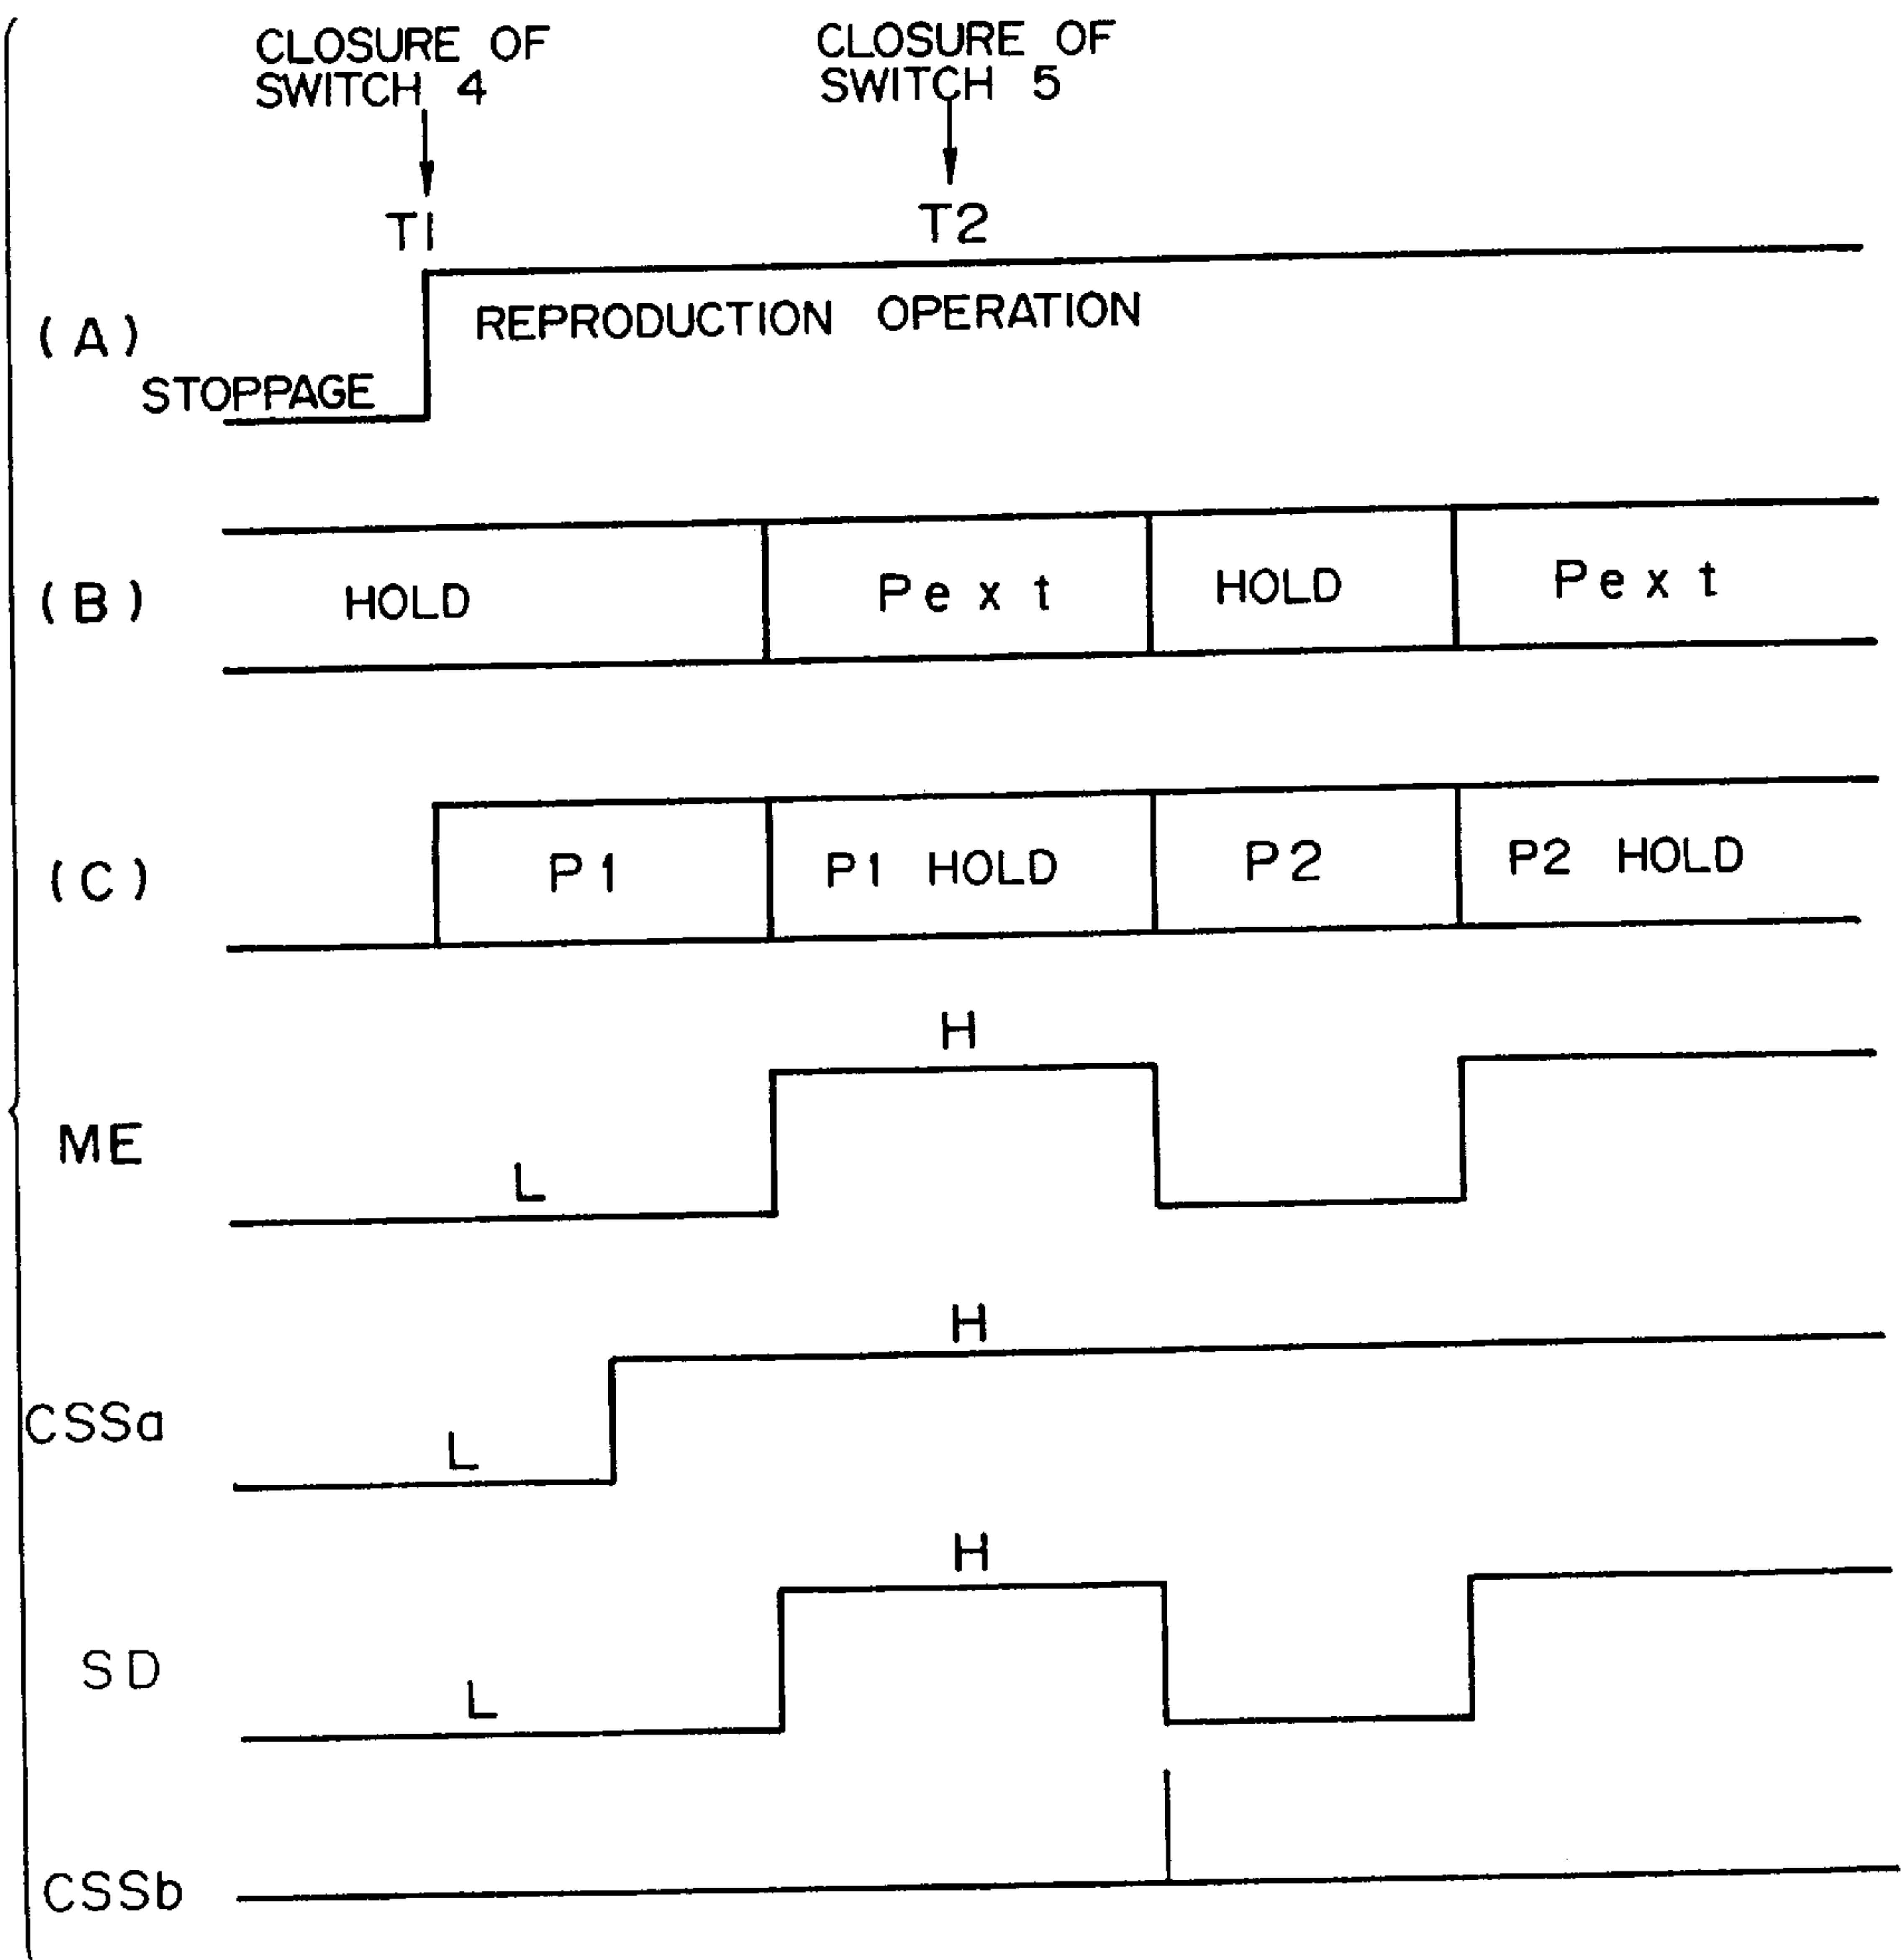 CLOSURE OF
SWITCH 4
CLOSURE OF
SWITCH 5
T1
T2
(A)
REPRODUCTION OPERATION
STOPPAGE
(B)
HOLD
Pext
HOLD
Pext
(C)
P1
P1 HOLD
P2
P2 HOLD
ME
L
H
CSSa
L
H
SD
L
H
CSSb